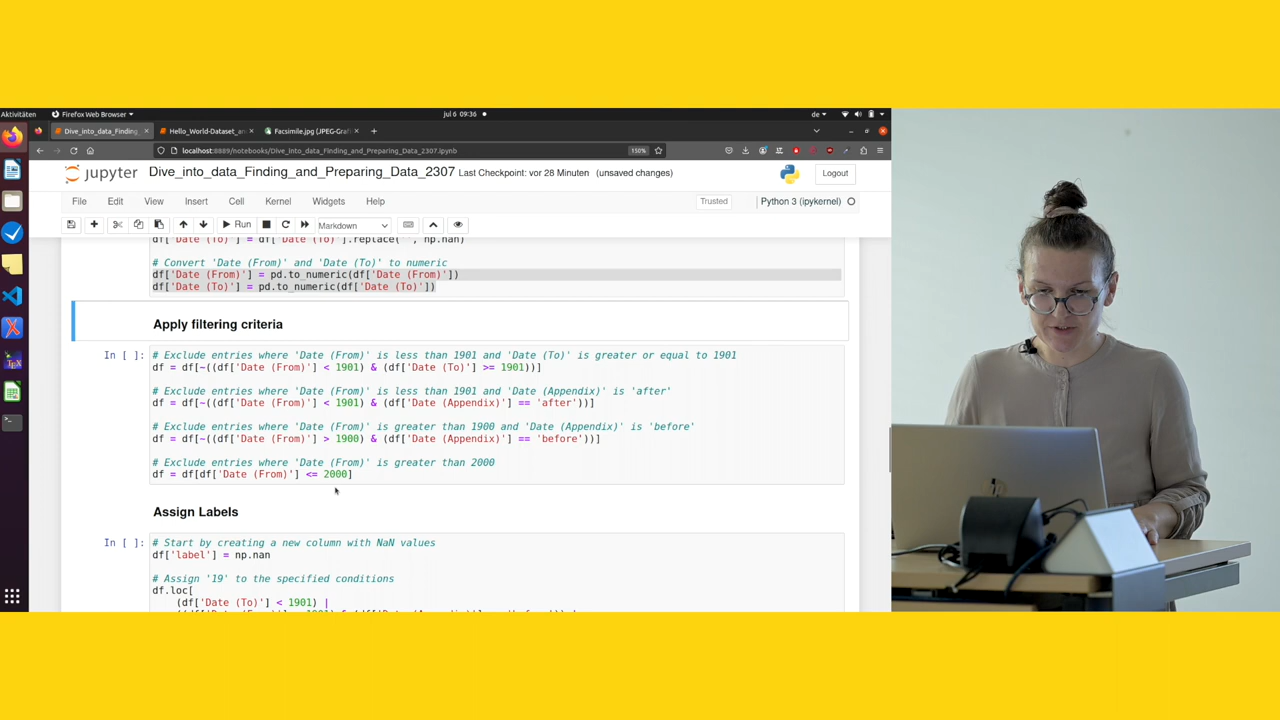 Aktivitäten
Firefox Web Browser
Jul 6 09:36
de
Dive_into_data_Finding
Hello_World-Dataset_an
Facsimile.jpg (JPEG-Grafi
localhost:8889/notebooks/Dive_into_data_Finding_and_Preparing_Data_2307.ipynb
150%
jupyter
Dive_into_data_Finding_and_Preparing_Data_2307
Last Checkpoint: vor 28 Minuten
(unsaved changes)
Logout
File Edit View Insert Cell Kernel Widgets Help
Trusted
Python 3 (ipykernel)
Run
Markdown
df['Date (To)'] = df['Date (To)'].replace('', np.nan)
# Convert 'Date (From)' and 'Date (To)' to numeric
df['Date (From)'] = pd.to_numeric(df['Date (From)'])
df['Date (To)'] = pd.to_numeric(df['Date (To)'])
Apply filtering criteria
In [ ]:
# Exclude entries where 'Date (From)' is less than 1901 and 'Date (To)' is greater or equal to 1901
df = df[~((df['Date (From)'] < 1901) & (df['Date (To)'] >= 1901))]
# Exclude entries where 'Date (From)' is less than 1901 and 'Date (Appendix)' is 'after'
df = df[~((df['Date (From)'] < 1901) & (df['Date (Appendix)'] == 'after'))]
# Exclude entries where 'Date (From)' is greater than 1900 and 'Date (Appendix)' is 'before'
df = df[~((df['Date (From)'] > 1900) & (df['Date (Appendix)'] == 'before'))]
# Exclude entries where 'Date (From)' is greater than 2000
df = df[df['Date (From)'] <= 2000]
Assign Labels
In [ ]:
# Start by creating a new column with NaN values
df['label'] = np.nan
# Assign '19' to the specified conditions
df.loc[
(df['Date (To)'] < 1901) |